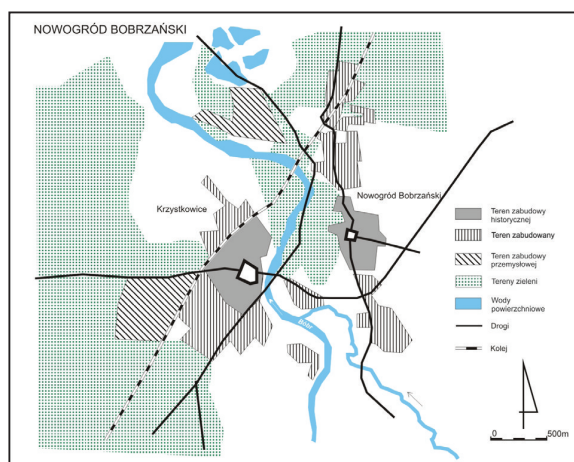 NOWOGRÓD BOBRZAŃSKI
Nowogród Bobrzański
Krzystkowice
Bobr
Teren zabudowy
historycznej
Teren zabudowany
Teren zabudowy
przemysłowej
Tereny zieleni
Wody
powierzchniowe
Drogi
Kolej
0 500m